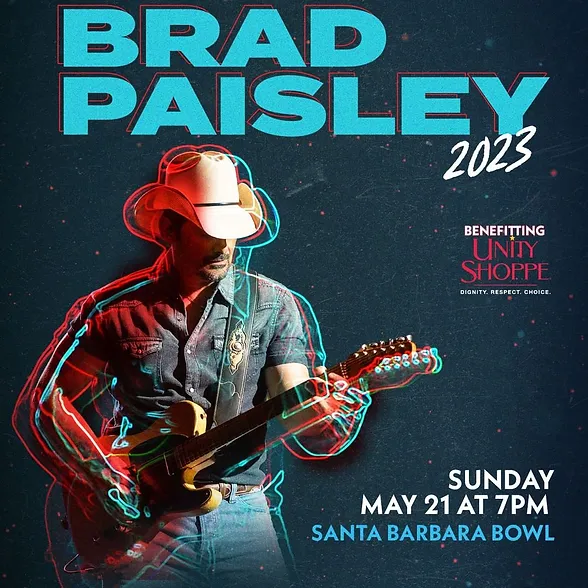 BRAD
PAISLEY
2023
BENEFITTING
UNITY
SHOPPE
DIGNITY. RESPECT. CHOICE.
SUNDAY
MAY 21 AT 7PM
SANTA BARBARA BOWL